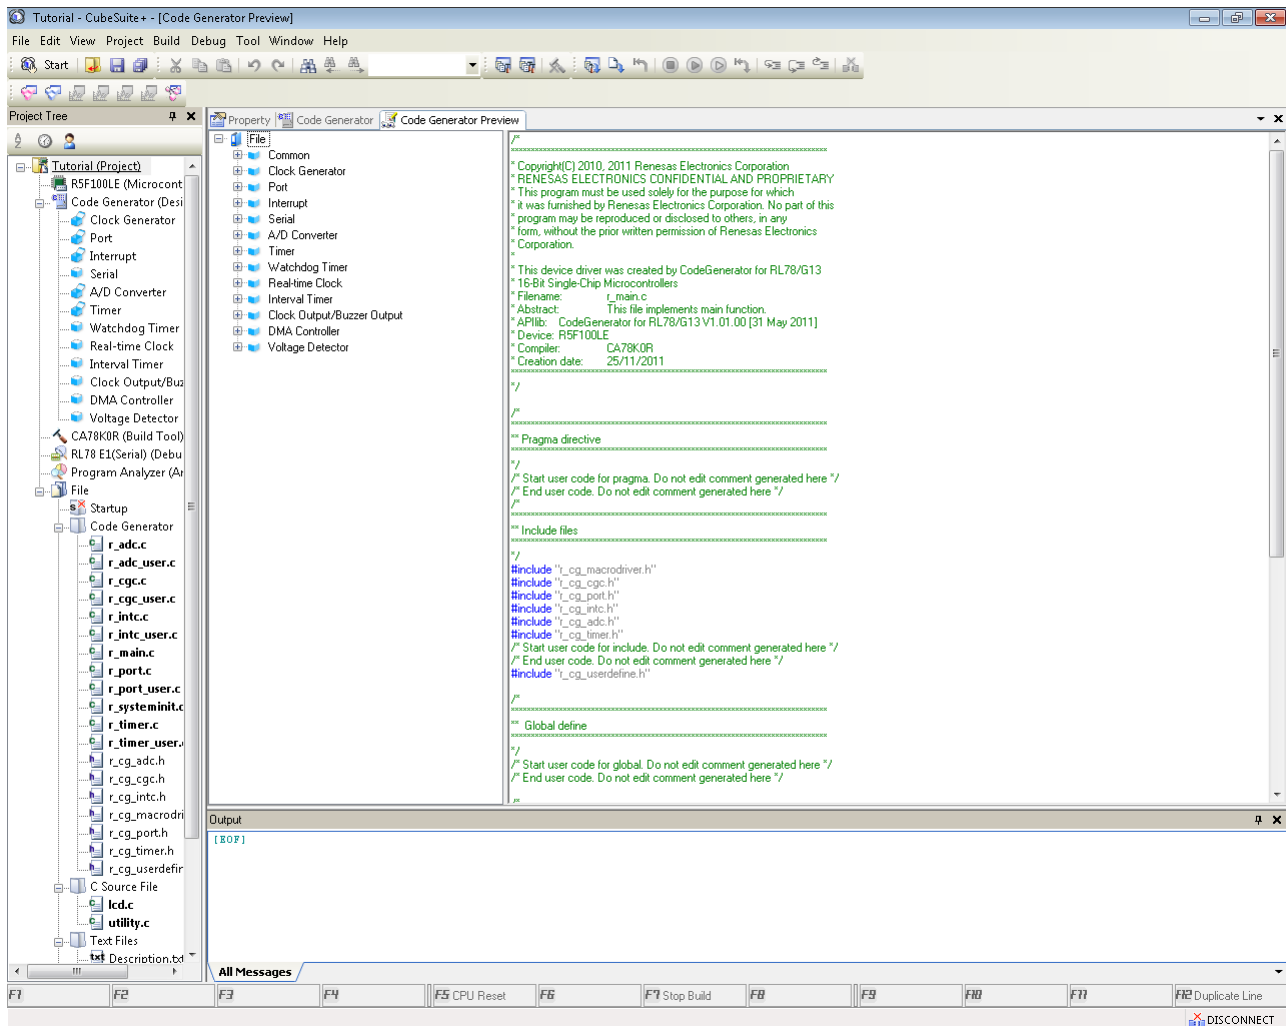 Tutorial - CubeSuite+ - [Code Generator Preview]
File Edit View Project Build Debug Tool Window Help
Start
Project Tree
Property
Code Generator
Code Generator Preview
Tutorial (Project)
R5F100LE (Microcont
Code Generator (Desi
Clock Generator
Port
Interrupt
Serial
A/D Converter
Timer
Watchdog Timer
Real-time Clock
Interval Timer
Clock Output/Buz
DMA Controller
Voltage Detector
CA78K0R (Build Tool)
RL78 E1(Serial) (Debu
Program Analyzer (Ar
File
Startup
Code Generator
r_adc.c
r_adc_user.c
r_cgc.c
r_cgc_user.c
r_intc.c
r_intc_user.c
r_main.c
r_port.c
r_port_user.c
r_systeminit.c
r_timer.c
r_timer_user.
r_cg_adc.h
r_cg_cgc.h
r_cg_intc.h
r_cg_macrodri
r_cg_port.h
r_cg_timer.h
r_cg_userdefir
C Source File
lcd.c
utility.c
Text Files
Description.txt
File
Common
Clock Generator
Port
Interrupt
Serial
A/D Converter
Timer
Watchdog Timer
Real-time Clock
Interval Timer
Clock Output/Buzzer Output
DMA Controller
Voltage Detector
/*
* Copyright(C) 2010, 2011 Renesas Electronics Corporation
* RENESAS ELECTRONICS CONFIDENTIAL AND PROPRIETARY
* This program must be used solely for the purpose for which
* it was furnished by Renesas Electronics Corporation. No part of this
* program may be reproduced or disclosed to others, in any
* form, without the prior written permission of Renesas Electronics
* Corporation.
*
* This device driver was created by CodeGenerator for RL78/G13
* 16-Bit Single-Chip Microcontrollers
* Filename: r_main.c
* Abstract: This file implements main function.
* APIlib: CodeGenerator for RL78/G13 V1.01.00 [31 May 2011]
* Device: R5F100LE
* Compiler: CA78K0R
* Creation date: 25/11/2011
*/
/*
** Pragma directive
*/
/* Start user code for pragma. Do not edit comment generated here */
/* End user code. Do not edit comment generated here */
/*
** Include files
*/
#include "r_cg_macrodriver.h"
#include "r_cg_cgc.h"
#include "r_cg_port.h"
#include "r_cg_intc.h"
#include "r_cg_adc.h"
#include "r_cg_timer.h"
/* Start user code for include. Do not edit comment generated here */
/* End user code. Do not edit comment generated here */
#include "r_cg_userdefine.h"
/*
** Global define
*/
/* Start user code for global. Do not edit comment generated here */
/* End user code. Do not edit comment generated here */
/*
Output
[EOF]
All Messages
F1
F2
F3
F4
F5 CPU Reset
F6
F7 Stop Build
F8
F9
F10
F11
F12 Duplicate Line
DISCONNECT